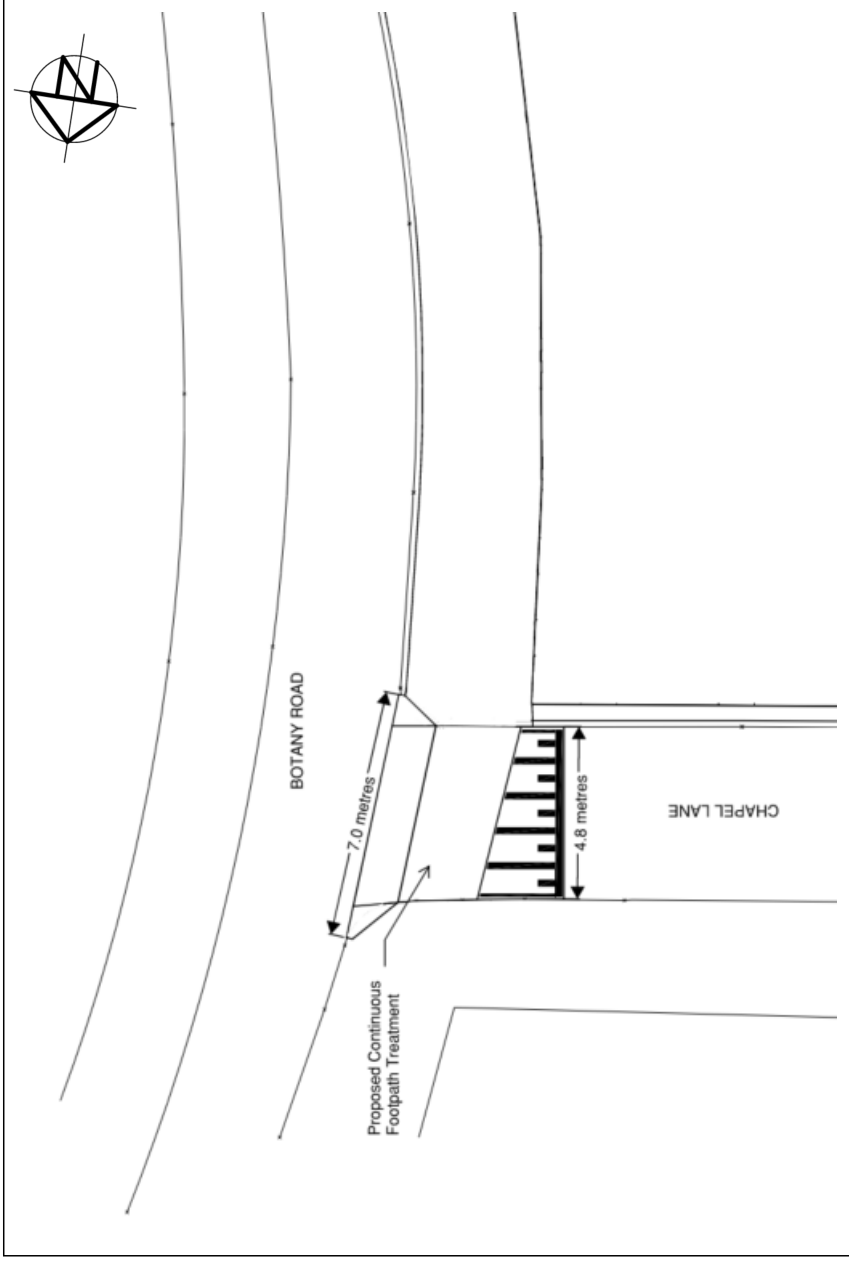 N
BOTANY ROAD
7.0 metres
4.8 metres
CHAPEL LANE
Proposed Continuous
Footpath Treatment